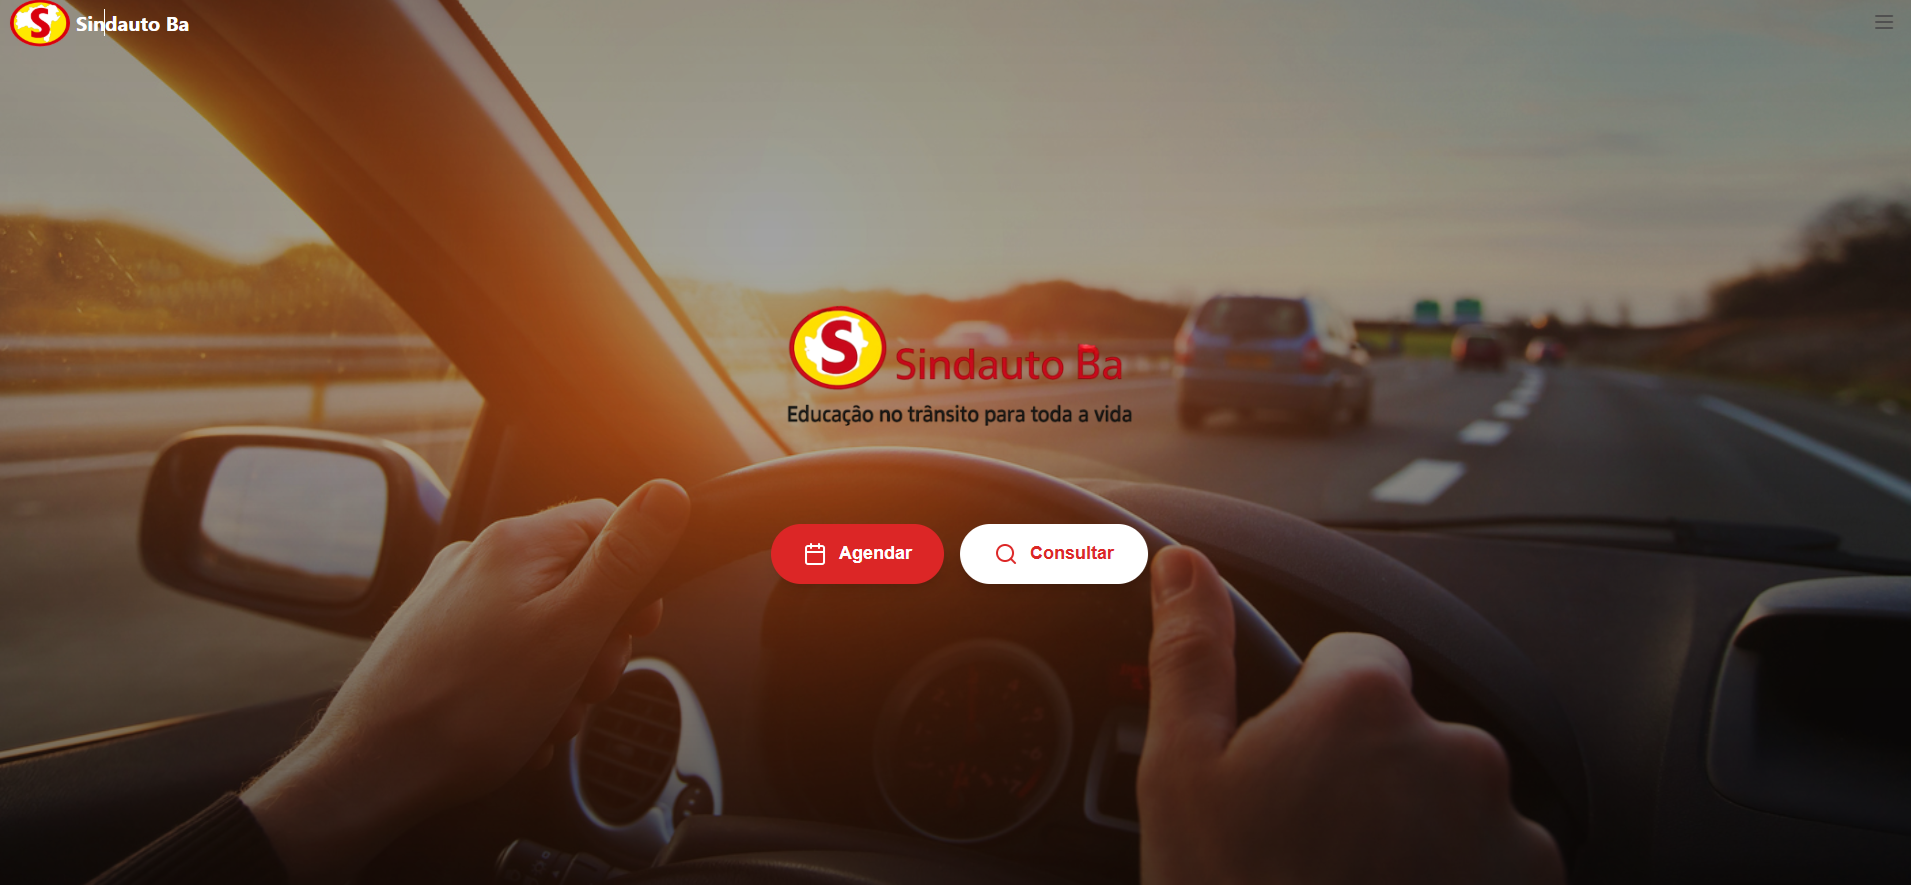 S Sindauto Ba
S Sindauto Ba
Educação no trânsito para toda a vida
Agendar
Consultar